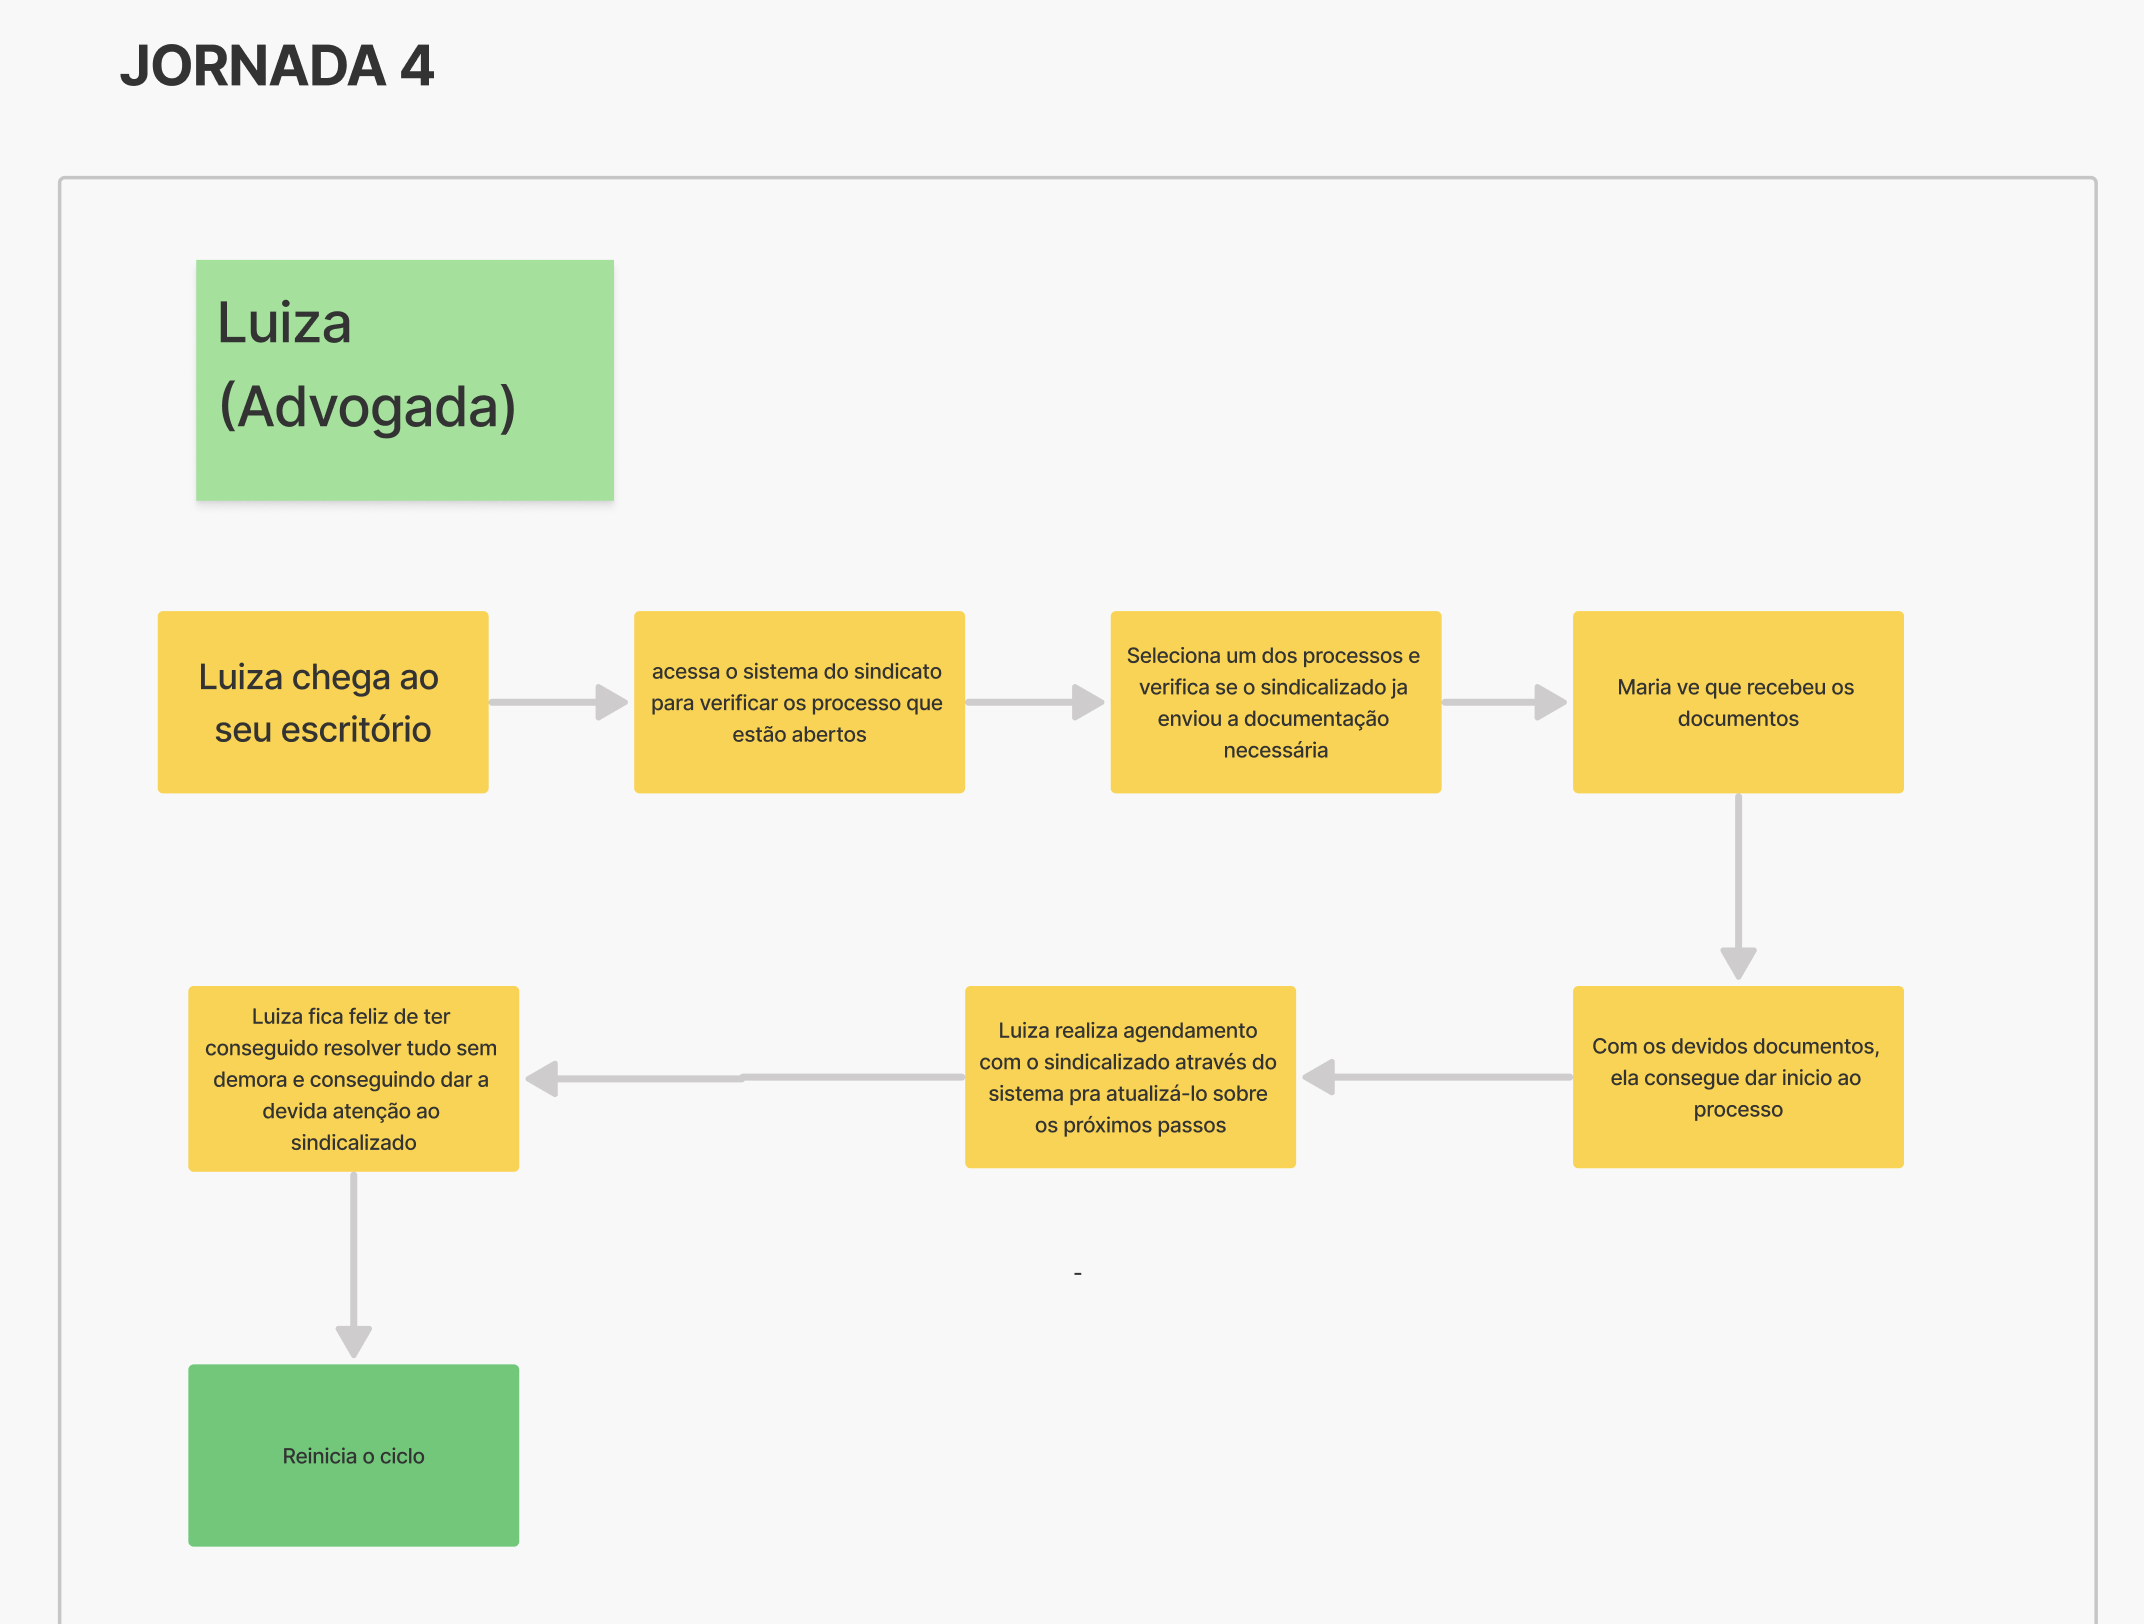 JORNADA 4
Luiza
(Advogada)
Luiza chega ao
seu escritório
acessa o sistema do sindicato
para verificar os processo que
estão abertos
Seleciona um dos processos e
verifica se o sindicalizado ja
enviou a documentação
necessária
Maria ve que recebeu os
documentos
Com os devidos documentos,
ela consegue dar inicio ao
processo
Luiza realiza agendamento
com o sindicalizado através do
sistema pra atualizá-lo sobre
os próximos passos
Luiza fica feliz de ter
conseguido resolver tudo sem
demora e conseguindo dar a
devida atenção ao
sindicalizado
-
Reinicia o ciclo